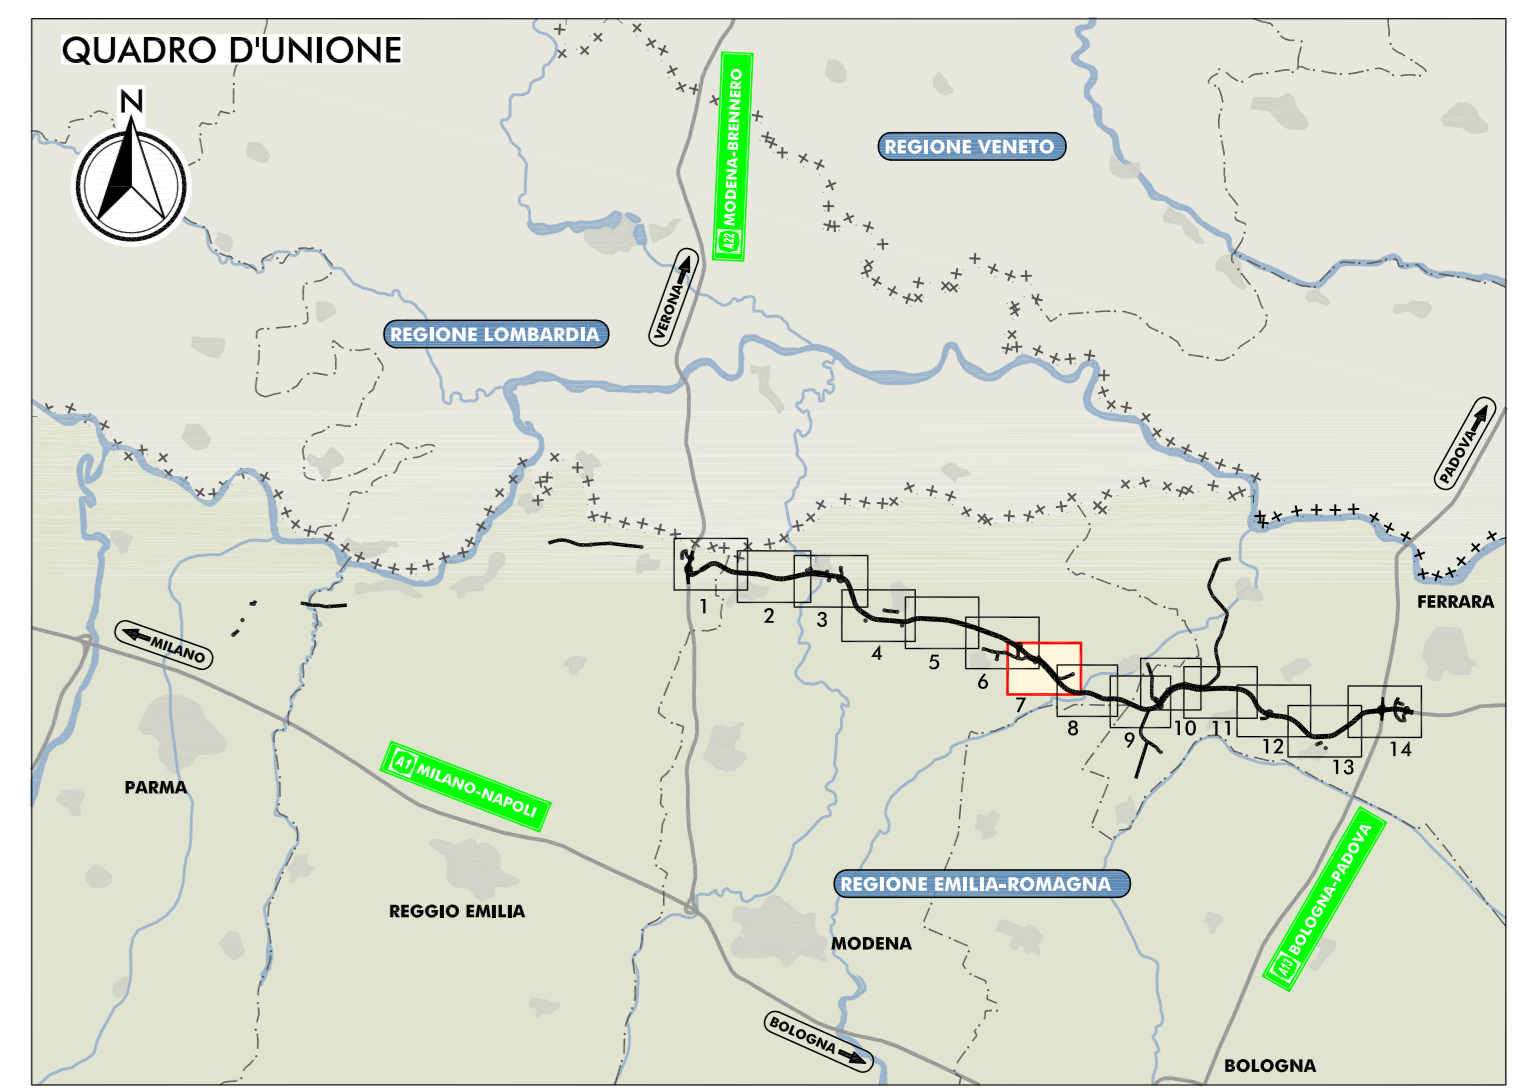 QUADRO D'UNIONE
N
A22 MODENA-BRENNERO
REGIONE VENETO
VERONA
REGIONE LOMBARDIA
PADOVA
FERRARA
MILANO
1
2
3
4
5
6
7
8
9
10
11
12
13
14
PARMA
A1 MILANO-NAPOLI
REGIONE EMILIA-ROMAGNA
A13 BOLOGNA-PADOVA
REGGIO EMILIA
MODENA
BOLOGNA
BOLOGNA